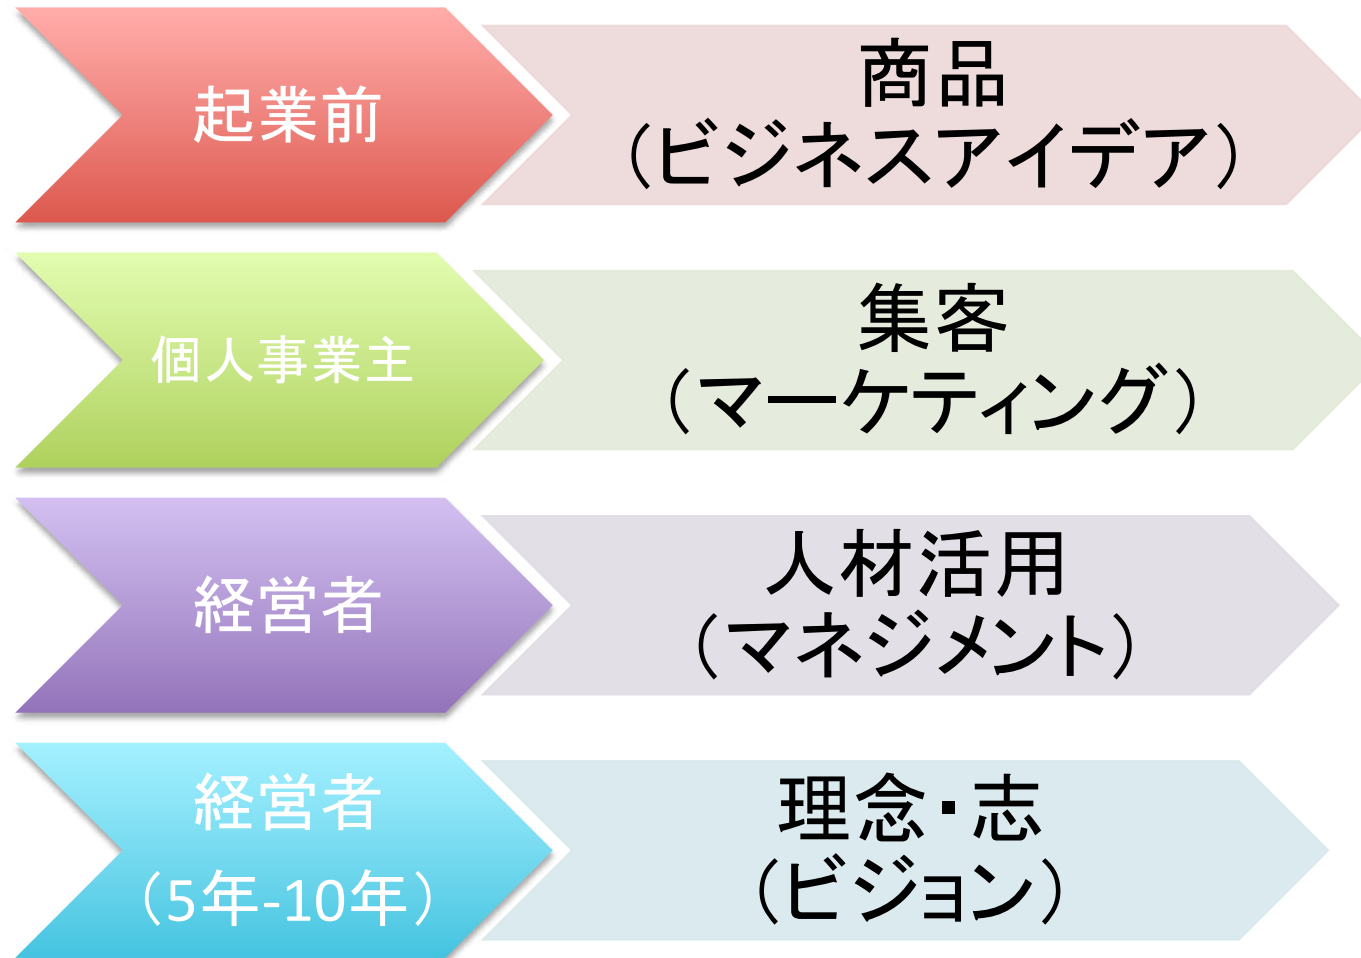 起業前
商品
（ビジネスアイデア）
個人事業主
集客
（マーケティング）
経営者
人材活用
（マネジメント）
経営者
（5年-10年）
理念・志
（ビジョン）